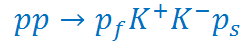 pp → p_f K⁺K⁻p_s